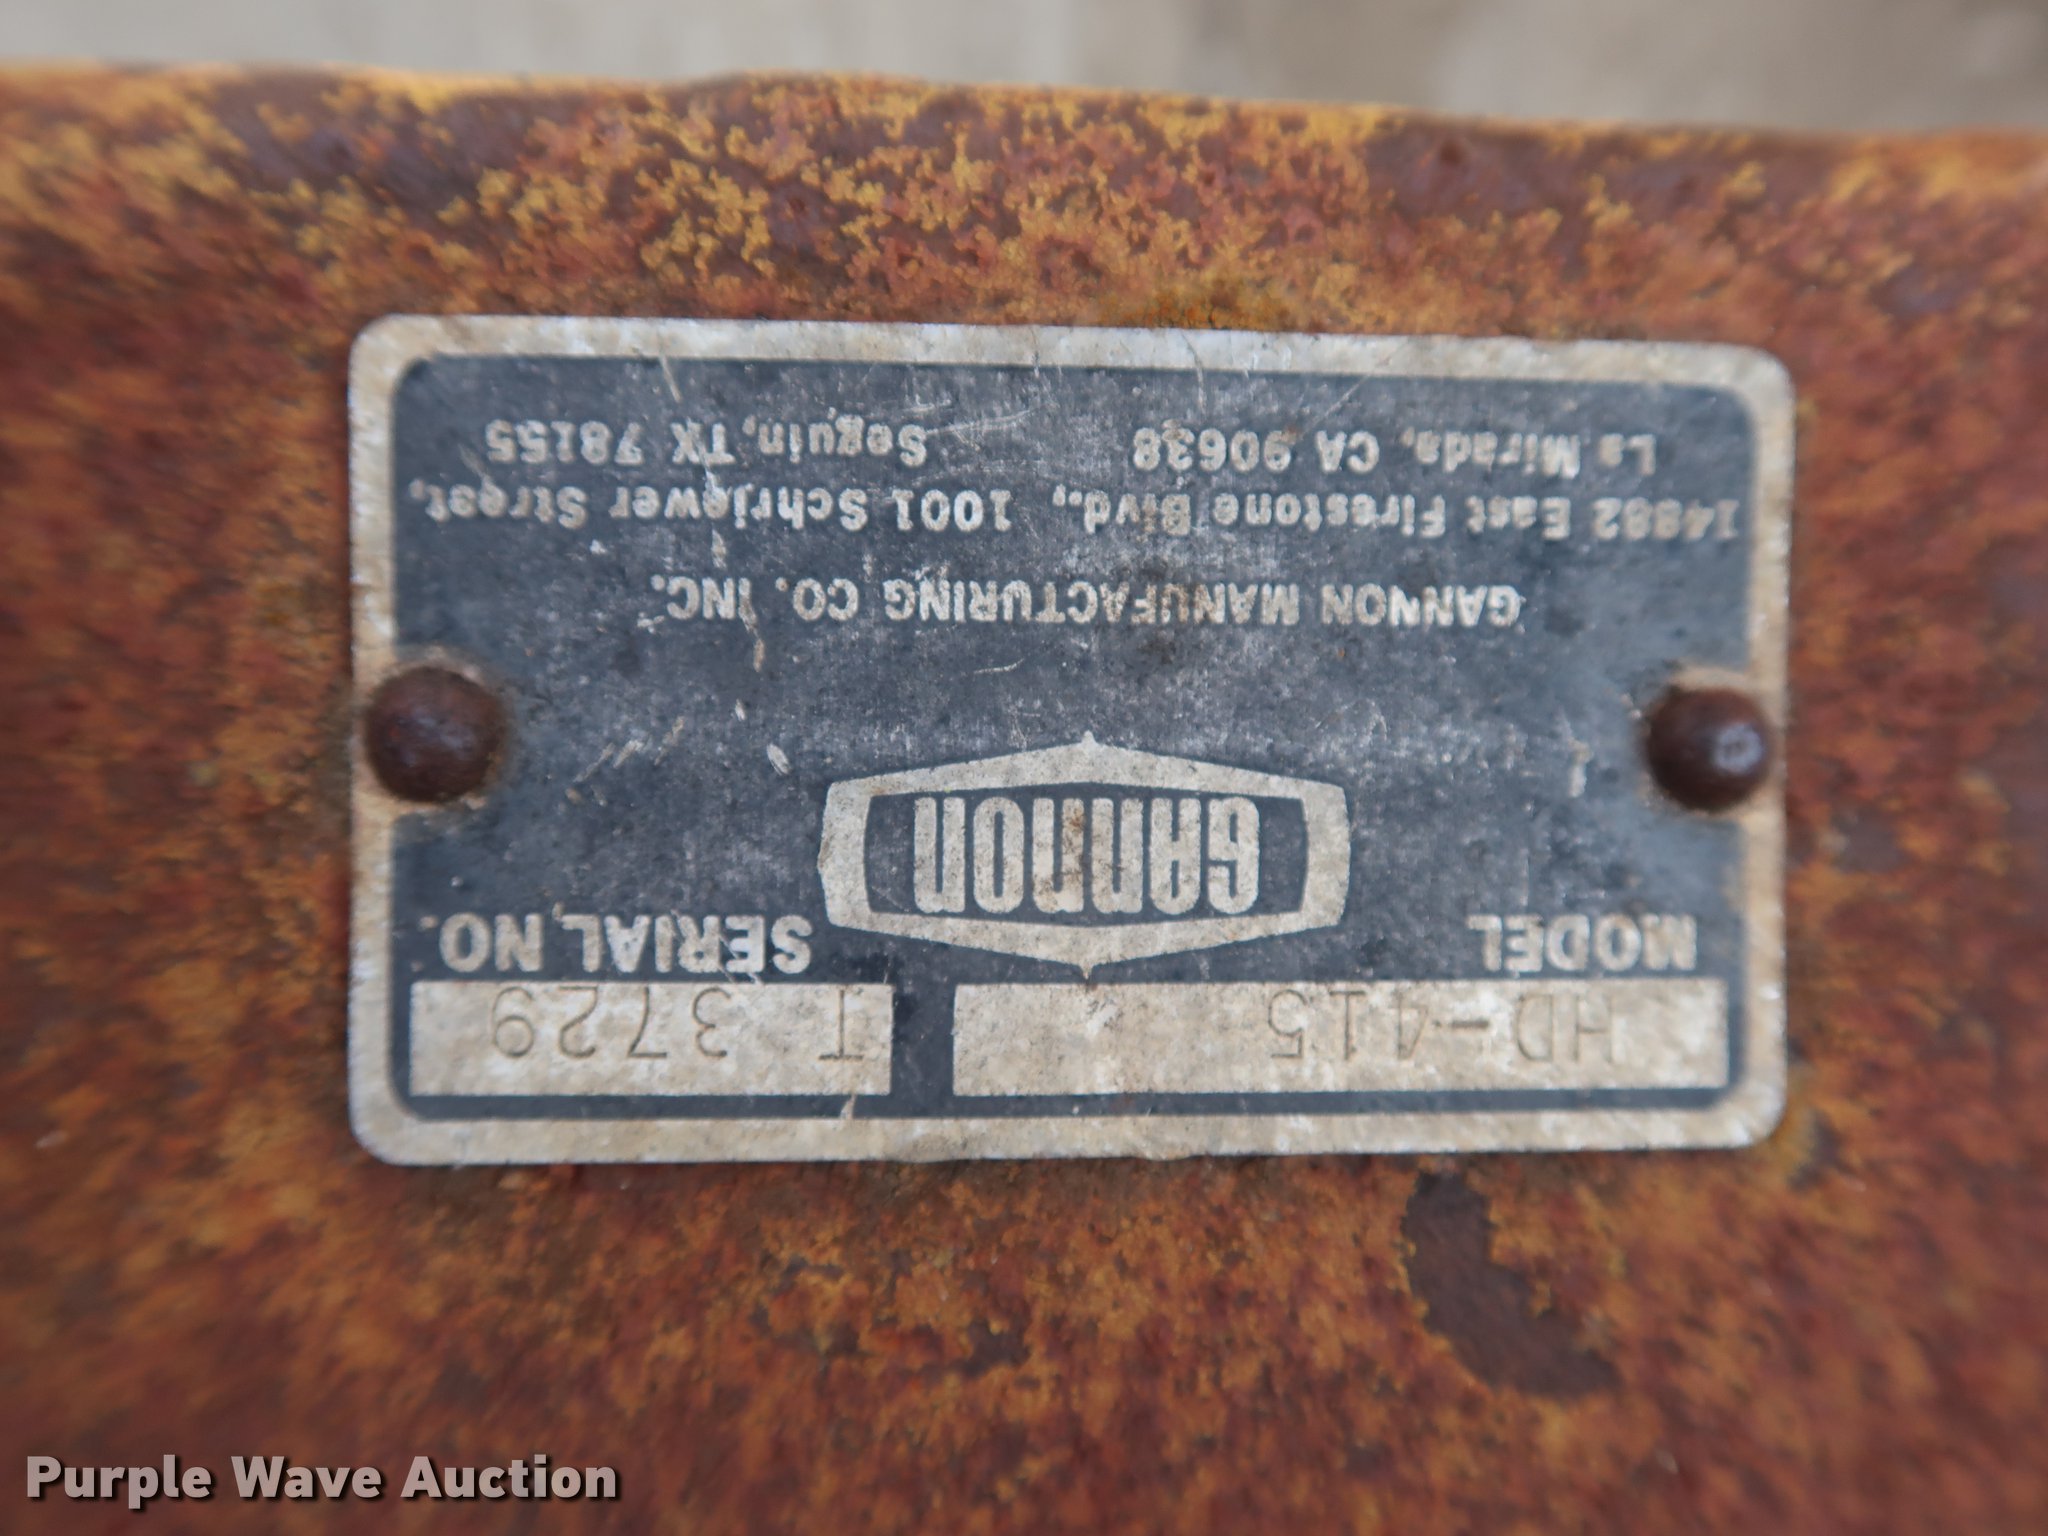 HD-415 T 3729
MODEL SERIAL NO.
GANNON
GANNON MANUFACTURING CO. INC.
14882 East Firestone Blvd., 1001 Schriewer Street,
La Mirada, CA 90638 Seguin, TX 78155
Purple Wave Auction